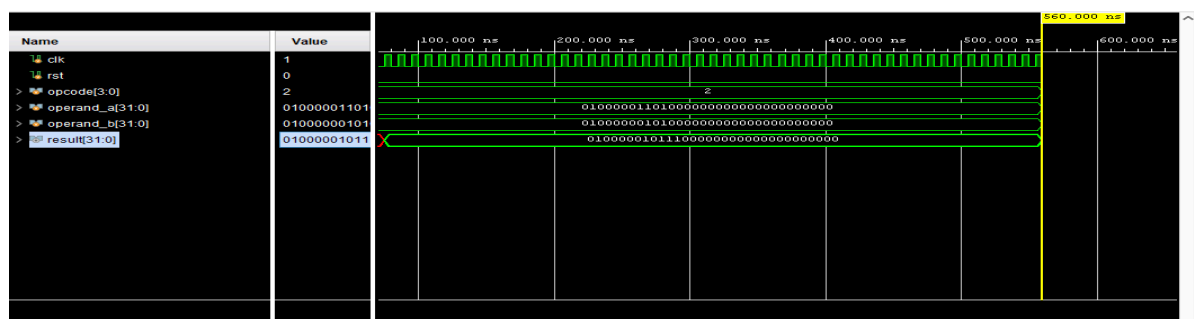 560.000 ns
Name Value 100.000 ns 200.000 ns 300.000 ns 400.000 ns 500.000 ns 600.000 ns
clk 1
rst 0
> opcode[3:0] 2 2
> operand_a[31:0] 01000001101 01000001101000000000000000000000
> operand_b[31:0] 01000000101 01000000101000000000000000000000
> result[31:0] 01000001011 01000001011100000000000000000000